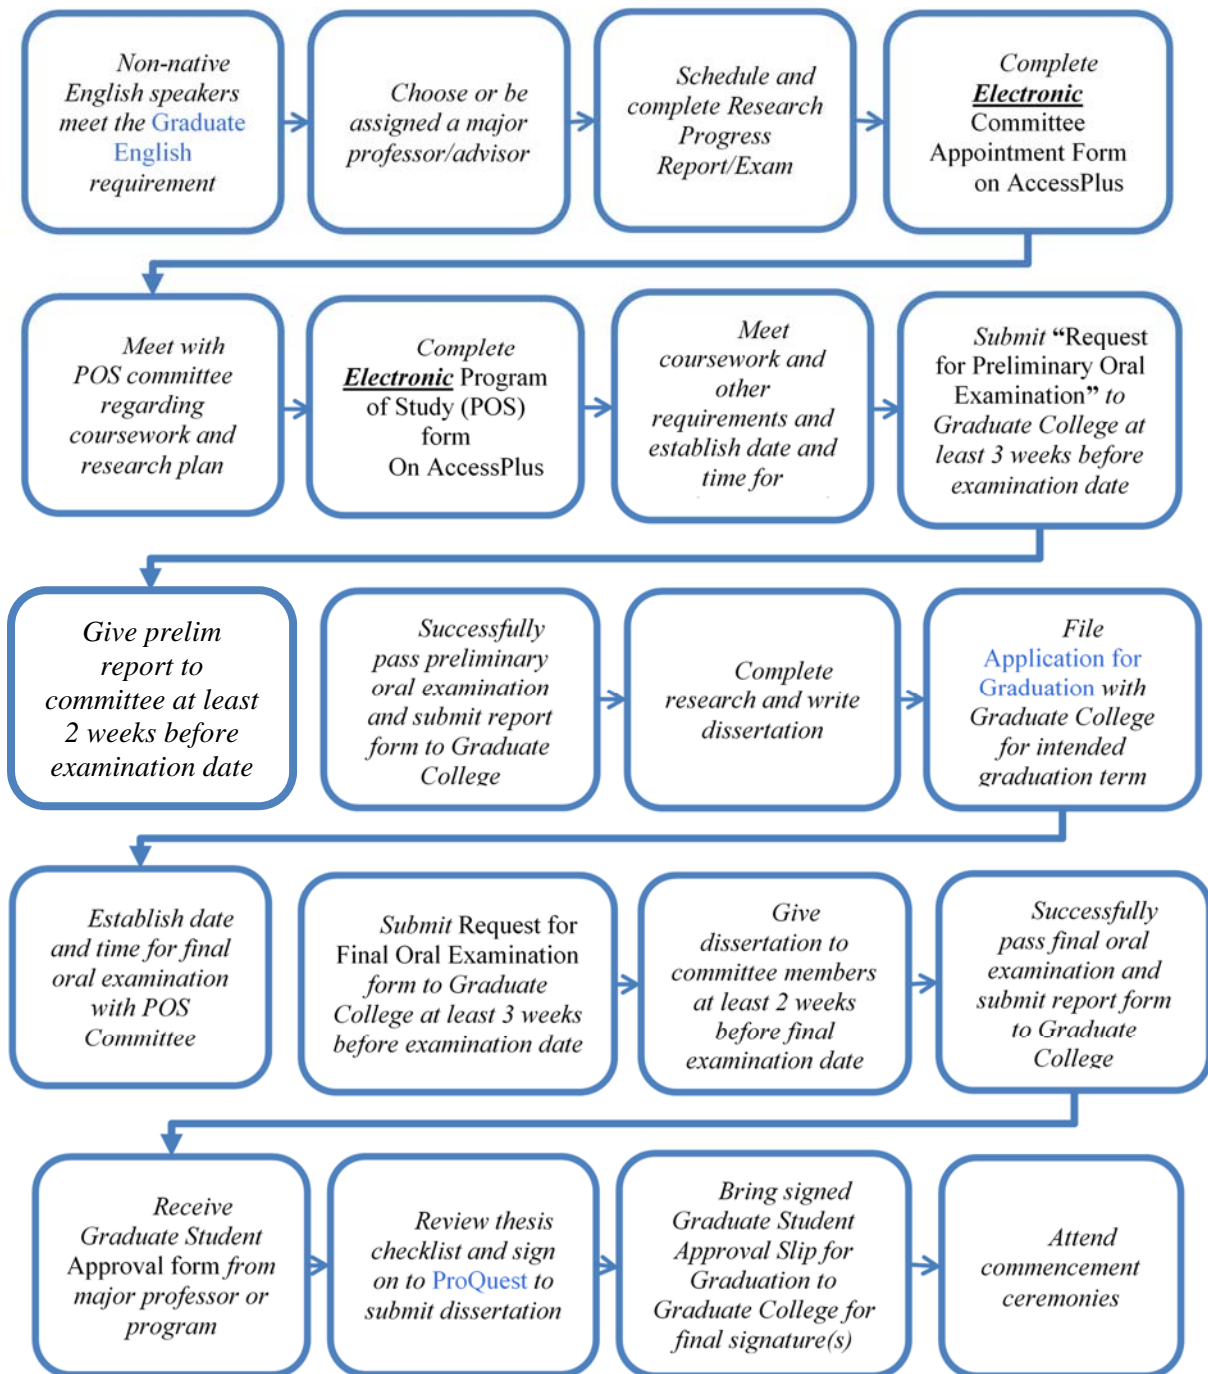 Non-native
English speakers
meet the Graduate
English
requirement
Choose or be
assigned a major
professor/advisor
Schedule and
complete Research
Progress
Report/Exam
Complete
Electronic
Committee
Appointment Form
on AccessPlus
Meet with
POS committee
regarding
coursework and
research plan
Complete
Electronic Program
of Study (POS)
form
On AccessPlus
Meet
coursework and
other
requirements and
establish date and
time for
Submit “Request
for Preliminary Oral
Examination” to
Graduate College at
least 3 weeks before
examination date
Give prelim
report to
committee at least
2 weeks before
examination date
Successfully
pass preliminary
oral examination
and submit report
form to Graduate
College
Complete
research and write
dissertation
File
Application for
Graduation with
Graduate College
for intended
graduation term
Establish date
and time for final
oral examination
with POS
Committee
Submit Request for
Final Oral Examination
form to Graduate
College at least 3 weeks
before examination date
Give
dissertation to
committee members
at least 2 weeks
before final
examination date
Successfully
pass final oral
examination and
submit report form
to Graduate
College
Receive
Graduate Student
Approval form from
major professor or
program
Review thesis
checklist and sign
on to ProQuest to
submit dissertation
Bring signed
Graduate Student
Approval Slip for
Graduation to
Graduate College for
final signature(s)
Attend
commencement
ceremonies